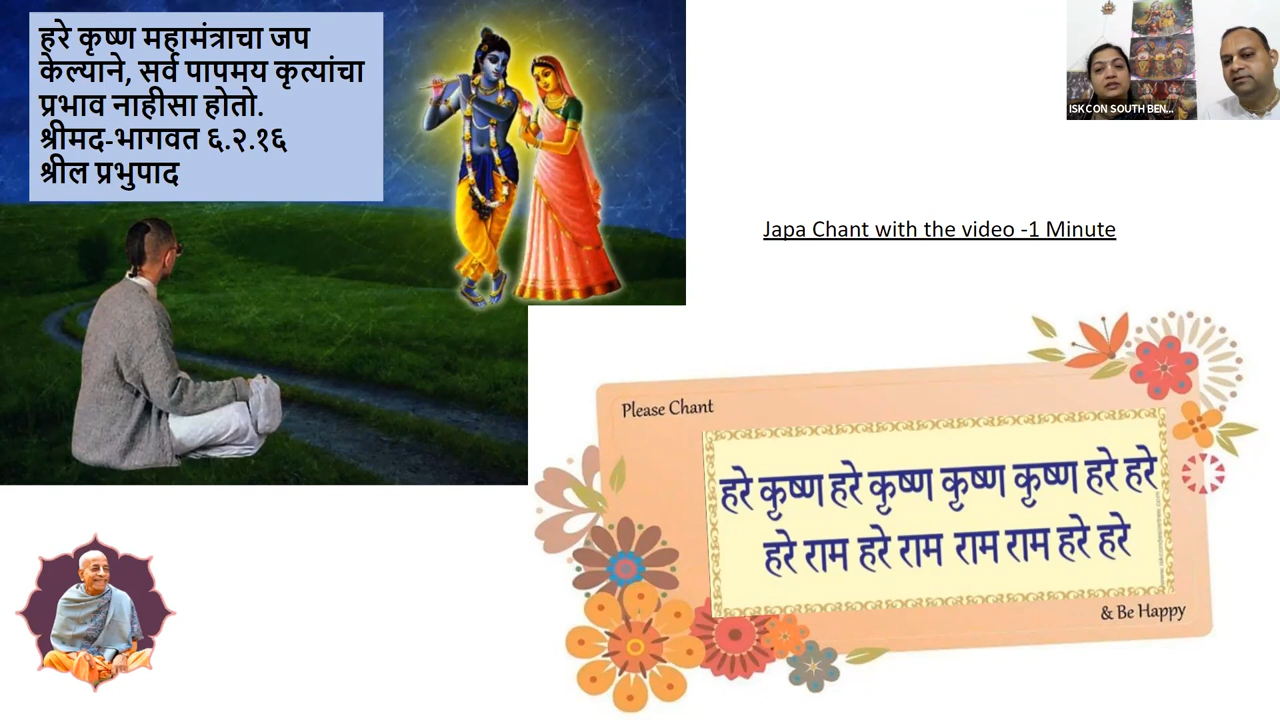 हरे कृष्ण महामंत्राचा जप
केल्याने, सर्व पापमय कृत्यांचा
प्रभाव नाहीसा होतो.
श्रीमद-भागवत ६.२.१६
श्रील प्रभुपाद
ISKCON SOUTH BEN...
Japa Chant with the video -1 Minute
Please Chant
हरे कृष्ण हरे कृष्ण कृष्ण कृष्ण हरे हरे
हरे राम हरे राम राम राम हरे हरे
& Be Happy